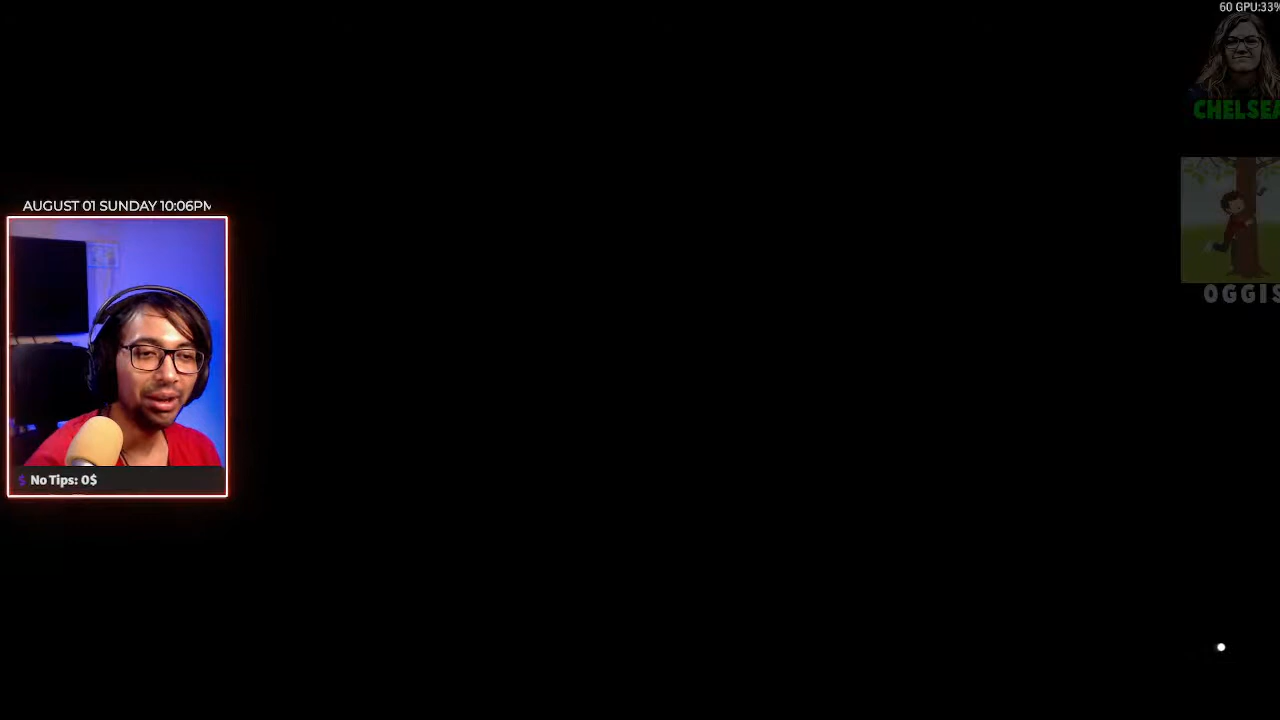 60 GPU:33%
CHELSEA
AUGUST 01 SUNDAY 10:06PM
OGGIS
$ No Tips: 0$